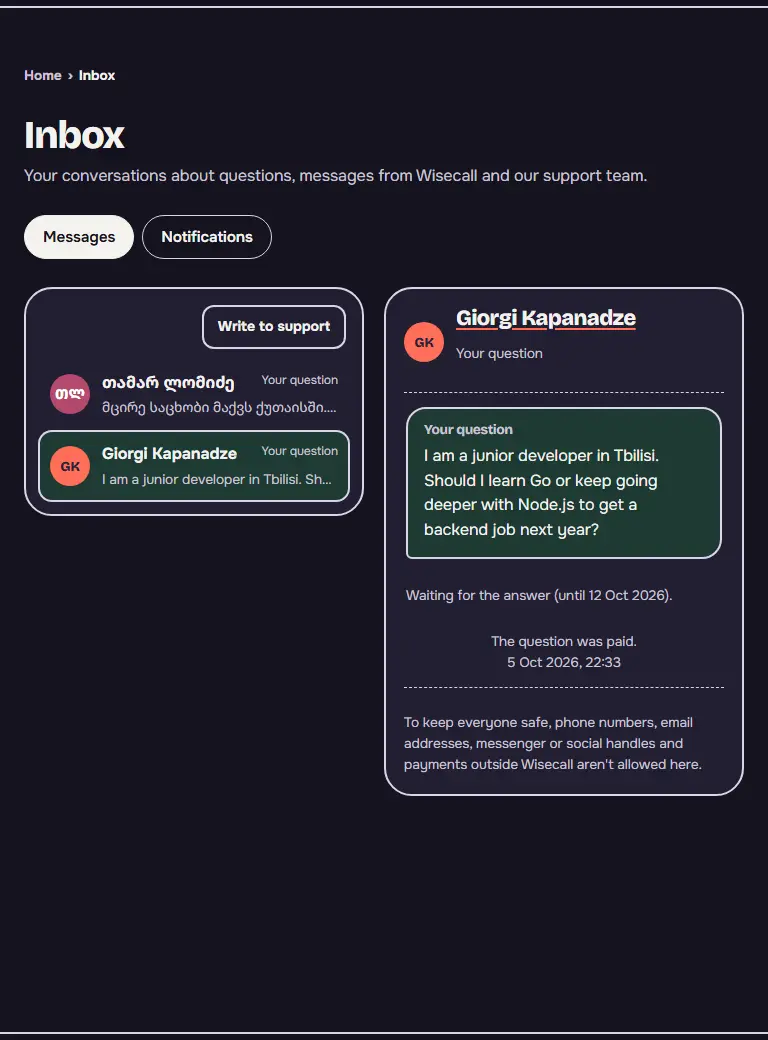 Home › Inbox
Inbox
Your conversations about questions, messages from Wisecall and our support team.
Messages
Notifications
Write to support
თლ
თამარ ლომიძე
Your question
მცირე საცხობი მაქვს ქუთაისში....
GK
Giorgi Kapanadze
Your question
I am a junior developer in Tbilisi. Sh...
GK
Giorgi Kapanadze
Your question
Your question
I am a junior developer in Tbilisi.
Should I learn Go or keep going
deeper with Node.js to get a
backend job next year?
Waiting for the answer (until 12 Oct 2026).
The question was paid.
5 Oct 2026, 22:33
To keep everyone safe, phone numbers, email
addresses, messenger or social handles and
payments outside Wisecall aren't allowed here.